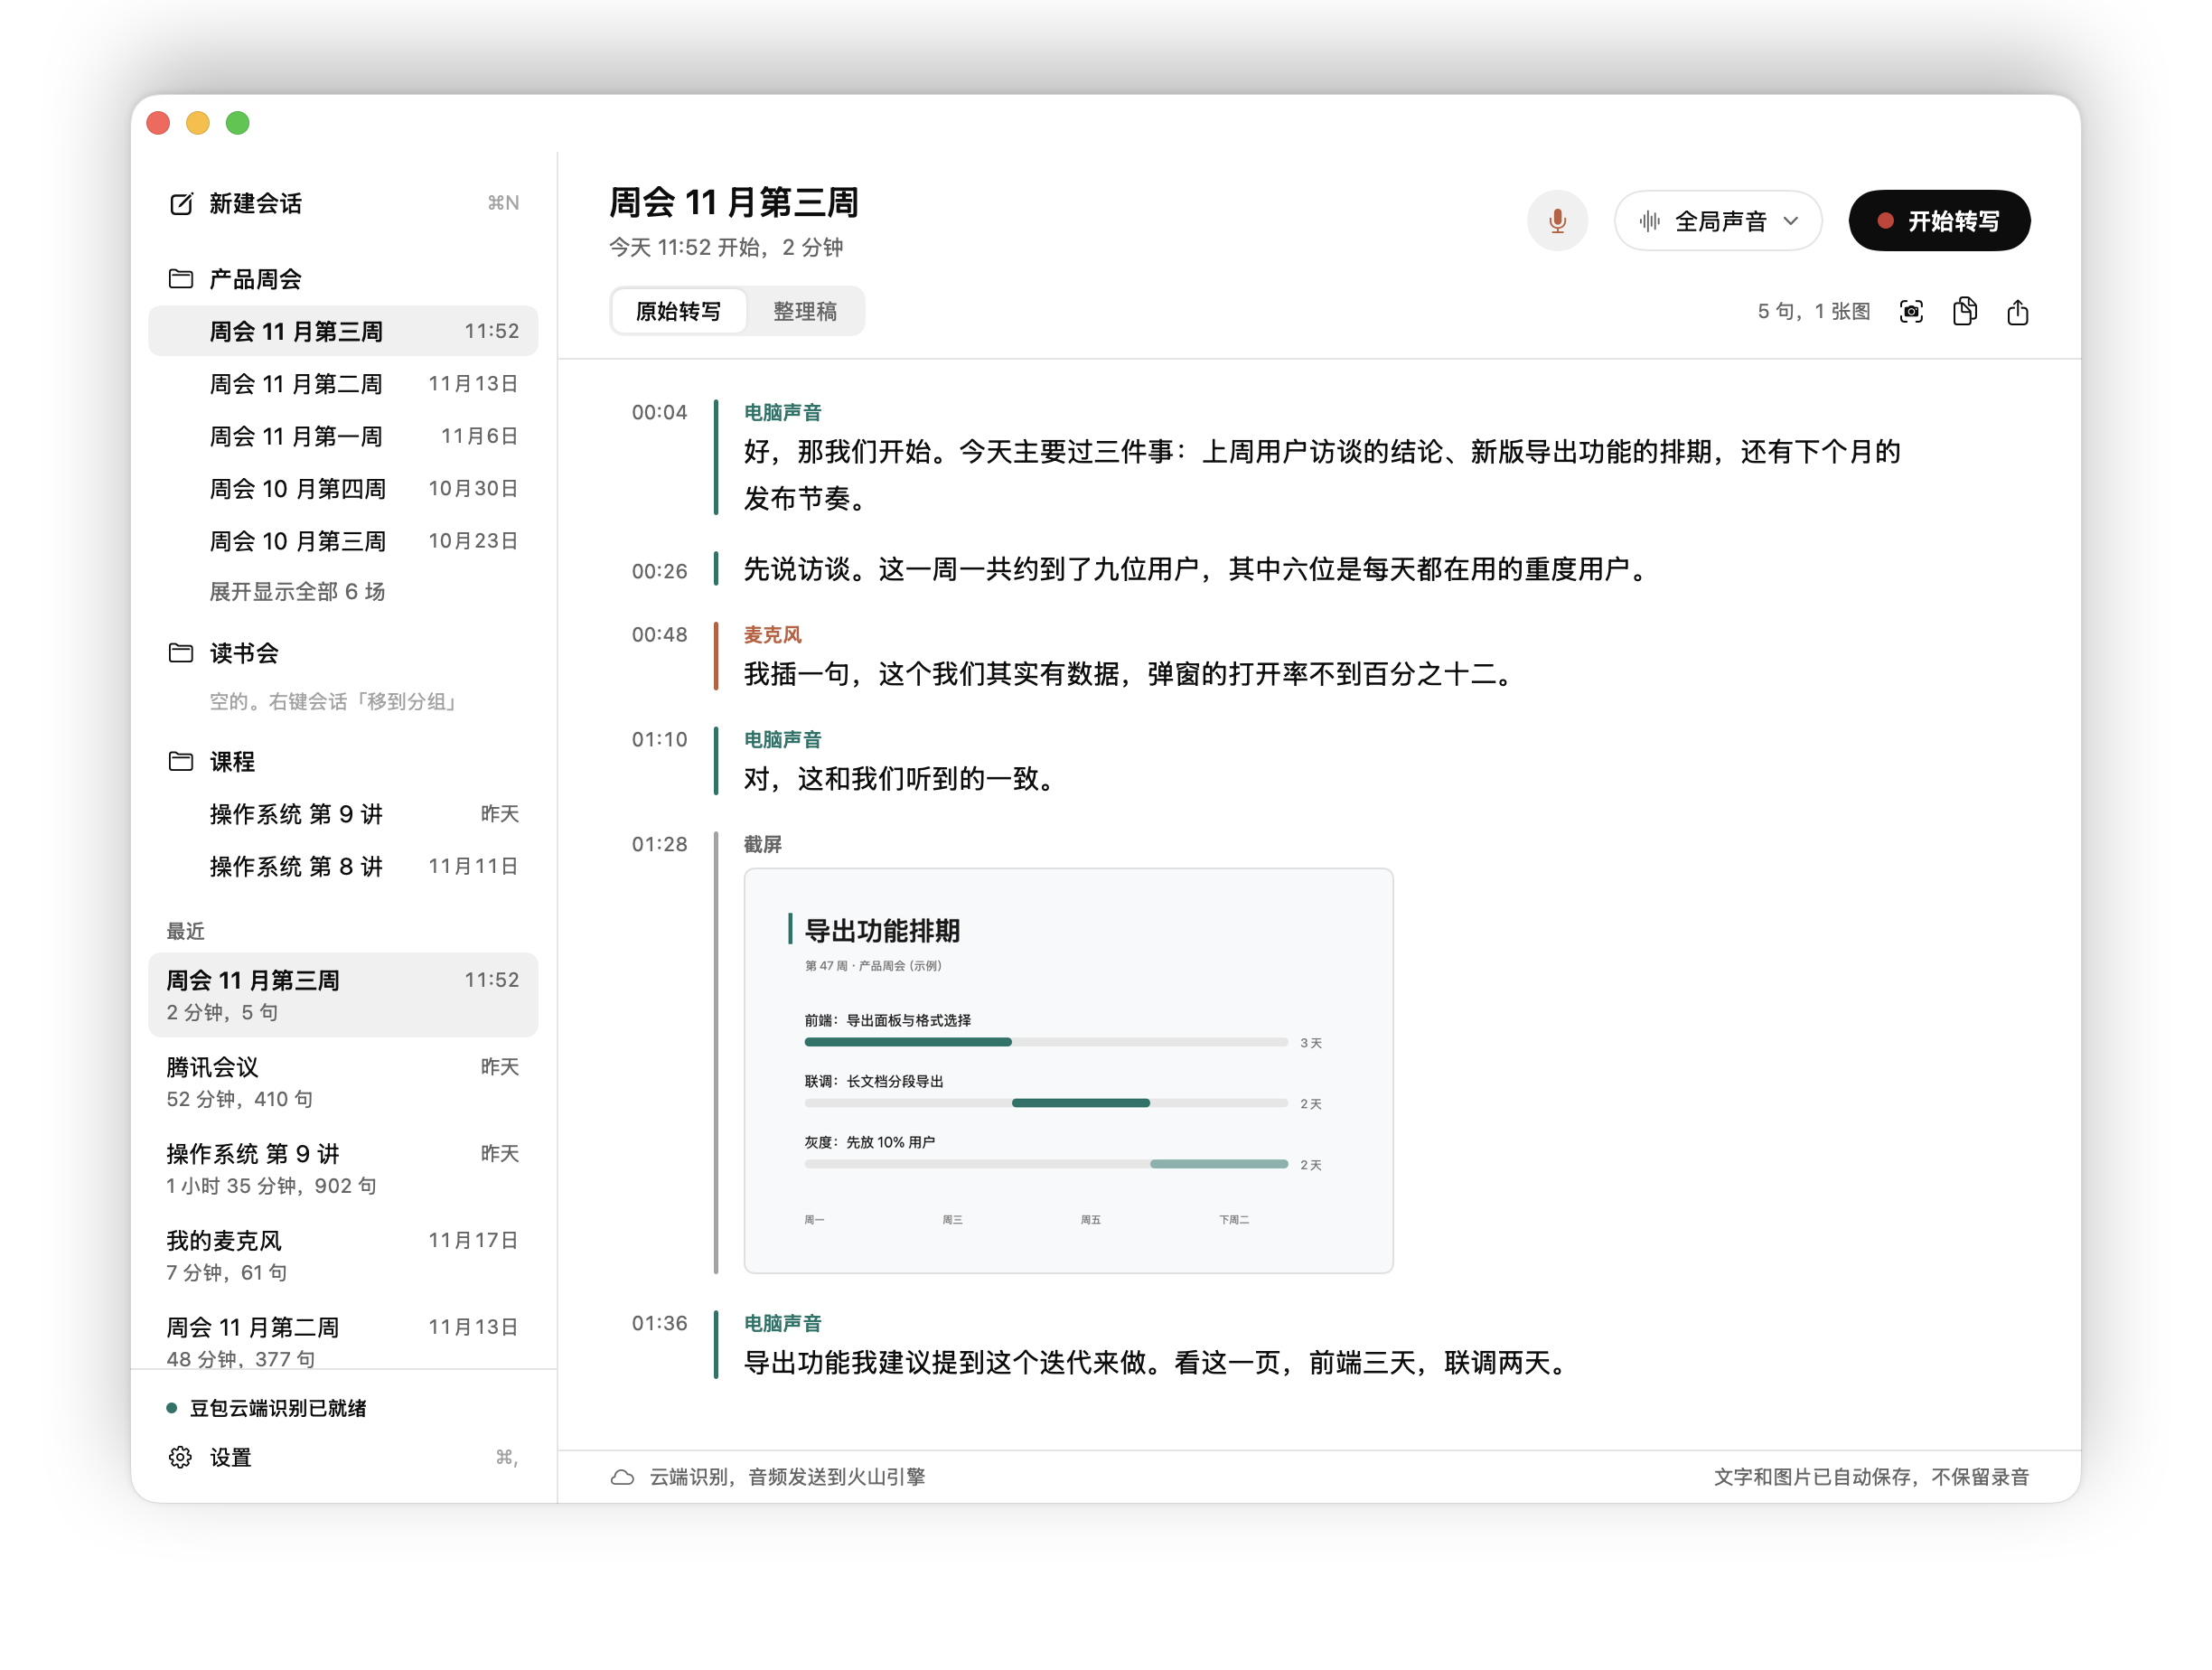 新建会话 ⌘N
产品周会
周会 11 月第三周 11:52
周会 11 月第二周 11月13日
周会 11 月第一周 11月6日
周会 10 月第四周 10月30日
周会 10 月第三周 10月23日
展开显示全部 6 场
读书会
空的。右键会话「移到分组」
课程
操作系统 第 9 讲 昨天
操作系统 第 8 讲 11月11日
最近
周会 11 月第三周 11:52
2 分钟，5 句
腾讯会议 昨天
52 分钟，410 句
操作系统 第 9 讲 昨天
1 小时 35 分钟，902 句
我的麦克风 11月17日
7 分钟，61 句
周会 11 月第二周 11月13日
48 分钟，377 句
豆包云端识别已就绪
设置 ⌘,
周会 11 月第三周
今天 11:52 开始，2 分钟
全局声音
开始转写
原始转写 整理稿
5 句，1 张图
00:04 电脑声音
好，那我们开始。今天主要过三件事：上周用户访谈的结论、新版导出功能的排期，还有下个月的
发布节奏。
00:26 先说访谈。这一周一共约到了九位用户，其中六位是每天都在用的重度用户。
00:48 麦克风
我插一句，这个我们其实有数据，弹窗的打开率不到百分之十二。
01:10 电脑声音
对，这和我们听到的一致。
01:28 截屏
导出功能排期
第 47 周 · 产品周会 (示例)
前端：导出面板与格式选择
3 天
联调：长文档分段导出
2 天
灰度：先放 10% 用户
2 天
周一 周三 周五 下周二
01:36 电脑声音
导出功能我建议提到这个迭代来做。看这一页，前端三天，联调两天。
云端识别，音频发送到火山引擎
文字和图片已自动保存，不保留录音